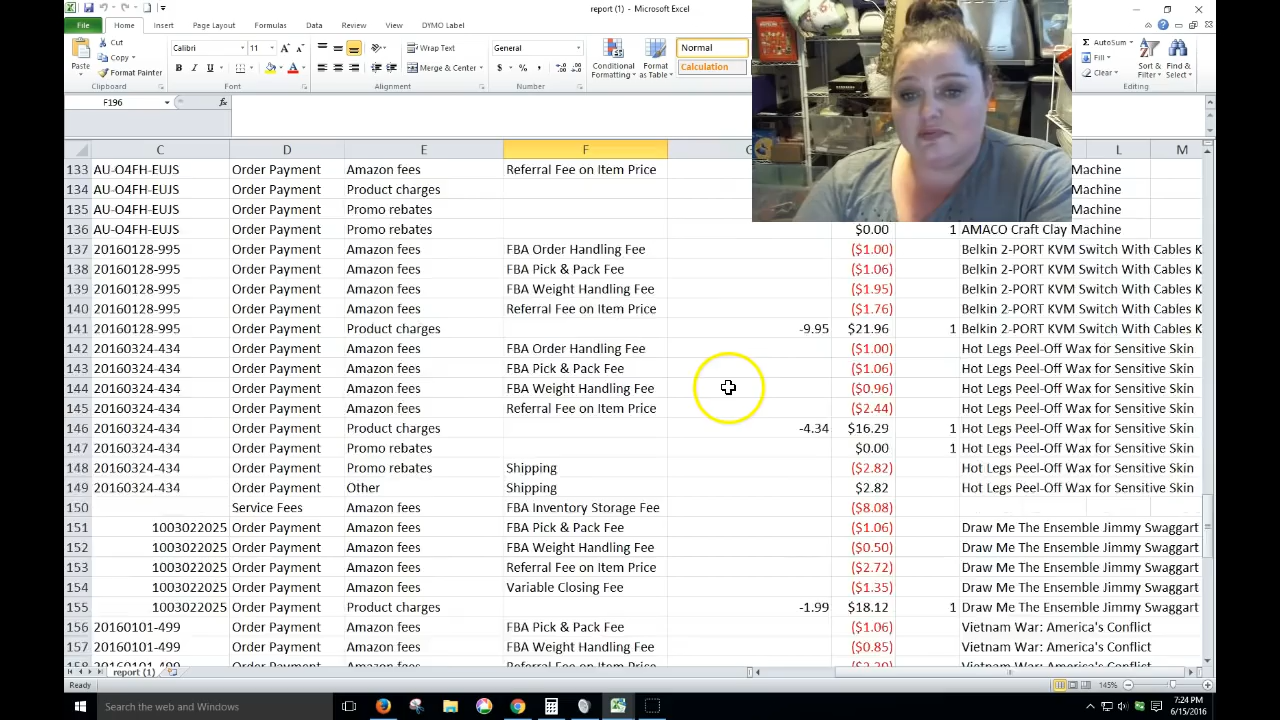 report (1) - Microsoft Excel
File Home Insert Page Layout Formulas Data Review View DYMO Label
Cut Calibri 11 Wrap Text General Normal AutoSum
Copy Fill
Paste Format Painter Merge & Center Conditional Formatting Format as Table Calculation Clear Sort & Filter Find & Select
Clipboard Font Alignment Number Editing
F196
C D E F G L M
133 AU-O4FH-EUJS Order Payment Amazon fees Referral Fee on Item Price Machine
134 AU-O4FH-EUJS Order Payment Product charges Machine
135 AU-O4FH-EUJS Order Payment Promo rebates Machine
136 AU-O4FH-EUJS Order Payment Promo rebates $0.00 1 AMACO Craft Clay Machine
137 20160128-995 Order Payment Amazon fees FBA Order Handling Fee ($1.00) Belkin 2-PORT KVM Switch With Cables K
138 20160128-995 Order Payment Amazon fees FBA Pick & Pack Fee ($1.06) Belkin 2-PORT KVM Switch With Cables K
139 20160128-995 Order Payment Amazon fees FBA Weight Handling Fee ($1.95) Belkin 2-PORT KVM Switch With Cables K
140 20160128-995 Order Payment Amazon fees Referral Fee on Item Price ($1.76) Belkin 2-PORT KVM Switch With Cables K
141 20160128-995 Order Payment Product charges -9.95 $21.96 1 Belkin 2-PORT KVM Switch With Cables K
142 20160324-434 Order Payment Amazon fees FBA Order Handling Fee ($1.00) Hot Legs Peel-Off Wax for Sensitive Skin
143 20160324-434 Order Payment Amazon fees FBA Pick & Pack Fee ($1.06) Hot Legs Peel-Off Wax for Sensitive Skin
144 20160324-434 Order Payment Amazon fees FBA Weight Handling Fee ($0.96) Hot Legs Peel-Off Wax for Sensitive Skin
145 20160324-434 Order Payment Amazon fees Referral Fee on Item Price ($2.44) Hot Legs Peel-Off Wax for Sensitive Skin
146 20160324-434 Order Payment Product charges -4.34 $16.29 1 Hot Legs Peel-Off Wax for Sensitive Skin
147 20160324-434 Order Payment Promo rebates $0.00 1 Hot Legs Peel-Off Wax for Sensitive Skin
148 20160324-434 Order Payment Promo rebates Shipping ($2.82) Hot Legs Peel-Off Wax for Sensitive Skin
149 20160324-434 Order Payment Other Shipping $2.82 Hot Legs Peel-Off Wax for Sensitive Skin
150 Service Fees Amazon fees FBA Inventory Storage Fee ($8.08)
151 1003022025 Order Payment Amazon fees FBA Pick & Pack Fee ($1.06) Draw Me The Ensemble Jimmy Swaggart
152 1003022025 Order Payment Amazon fees FBA Weight Handling Fee ($0.50) Draw Me The Ensemble Jimmy Swaggart
153 1003022025 Order Payment Amazon fees Referral Fee on Item Price ($2.72) Draw Me The Ensemble Jimmy Swaggart
154 1003022025 Order Payment Amazon fees Variable Closing Fee ($1.35) Draw Me The Ensemble Jimmy Swaggart
155 1003022025 Order Payment Product charges -1.99 $18.12 1 Draw Me The Ensemble Jimmy Swaggart
156 20160101-499 Order Payment Amazon fees FBA Pick & Pack Fee ($1.06) Vietnam War: America's Conflict
157 20160101-499 Order Payment Amazon fees FBA Weight Handling Fee ($0.85) Vietnam War: America's Conflict
158 20160101-499 Order Payment Amazon fees Referral Fee on Item Price Vietnam War: America's Conflict
report (1)
Ready 145%
Search the web and Windows 7:24 PM
6/15/2016